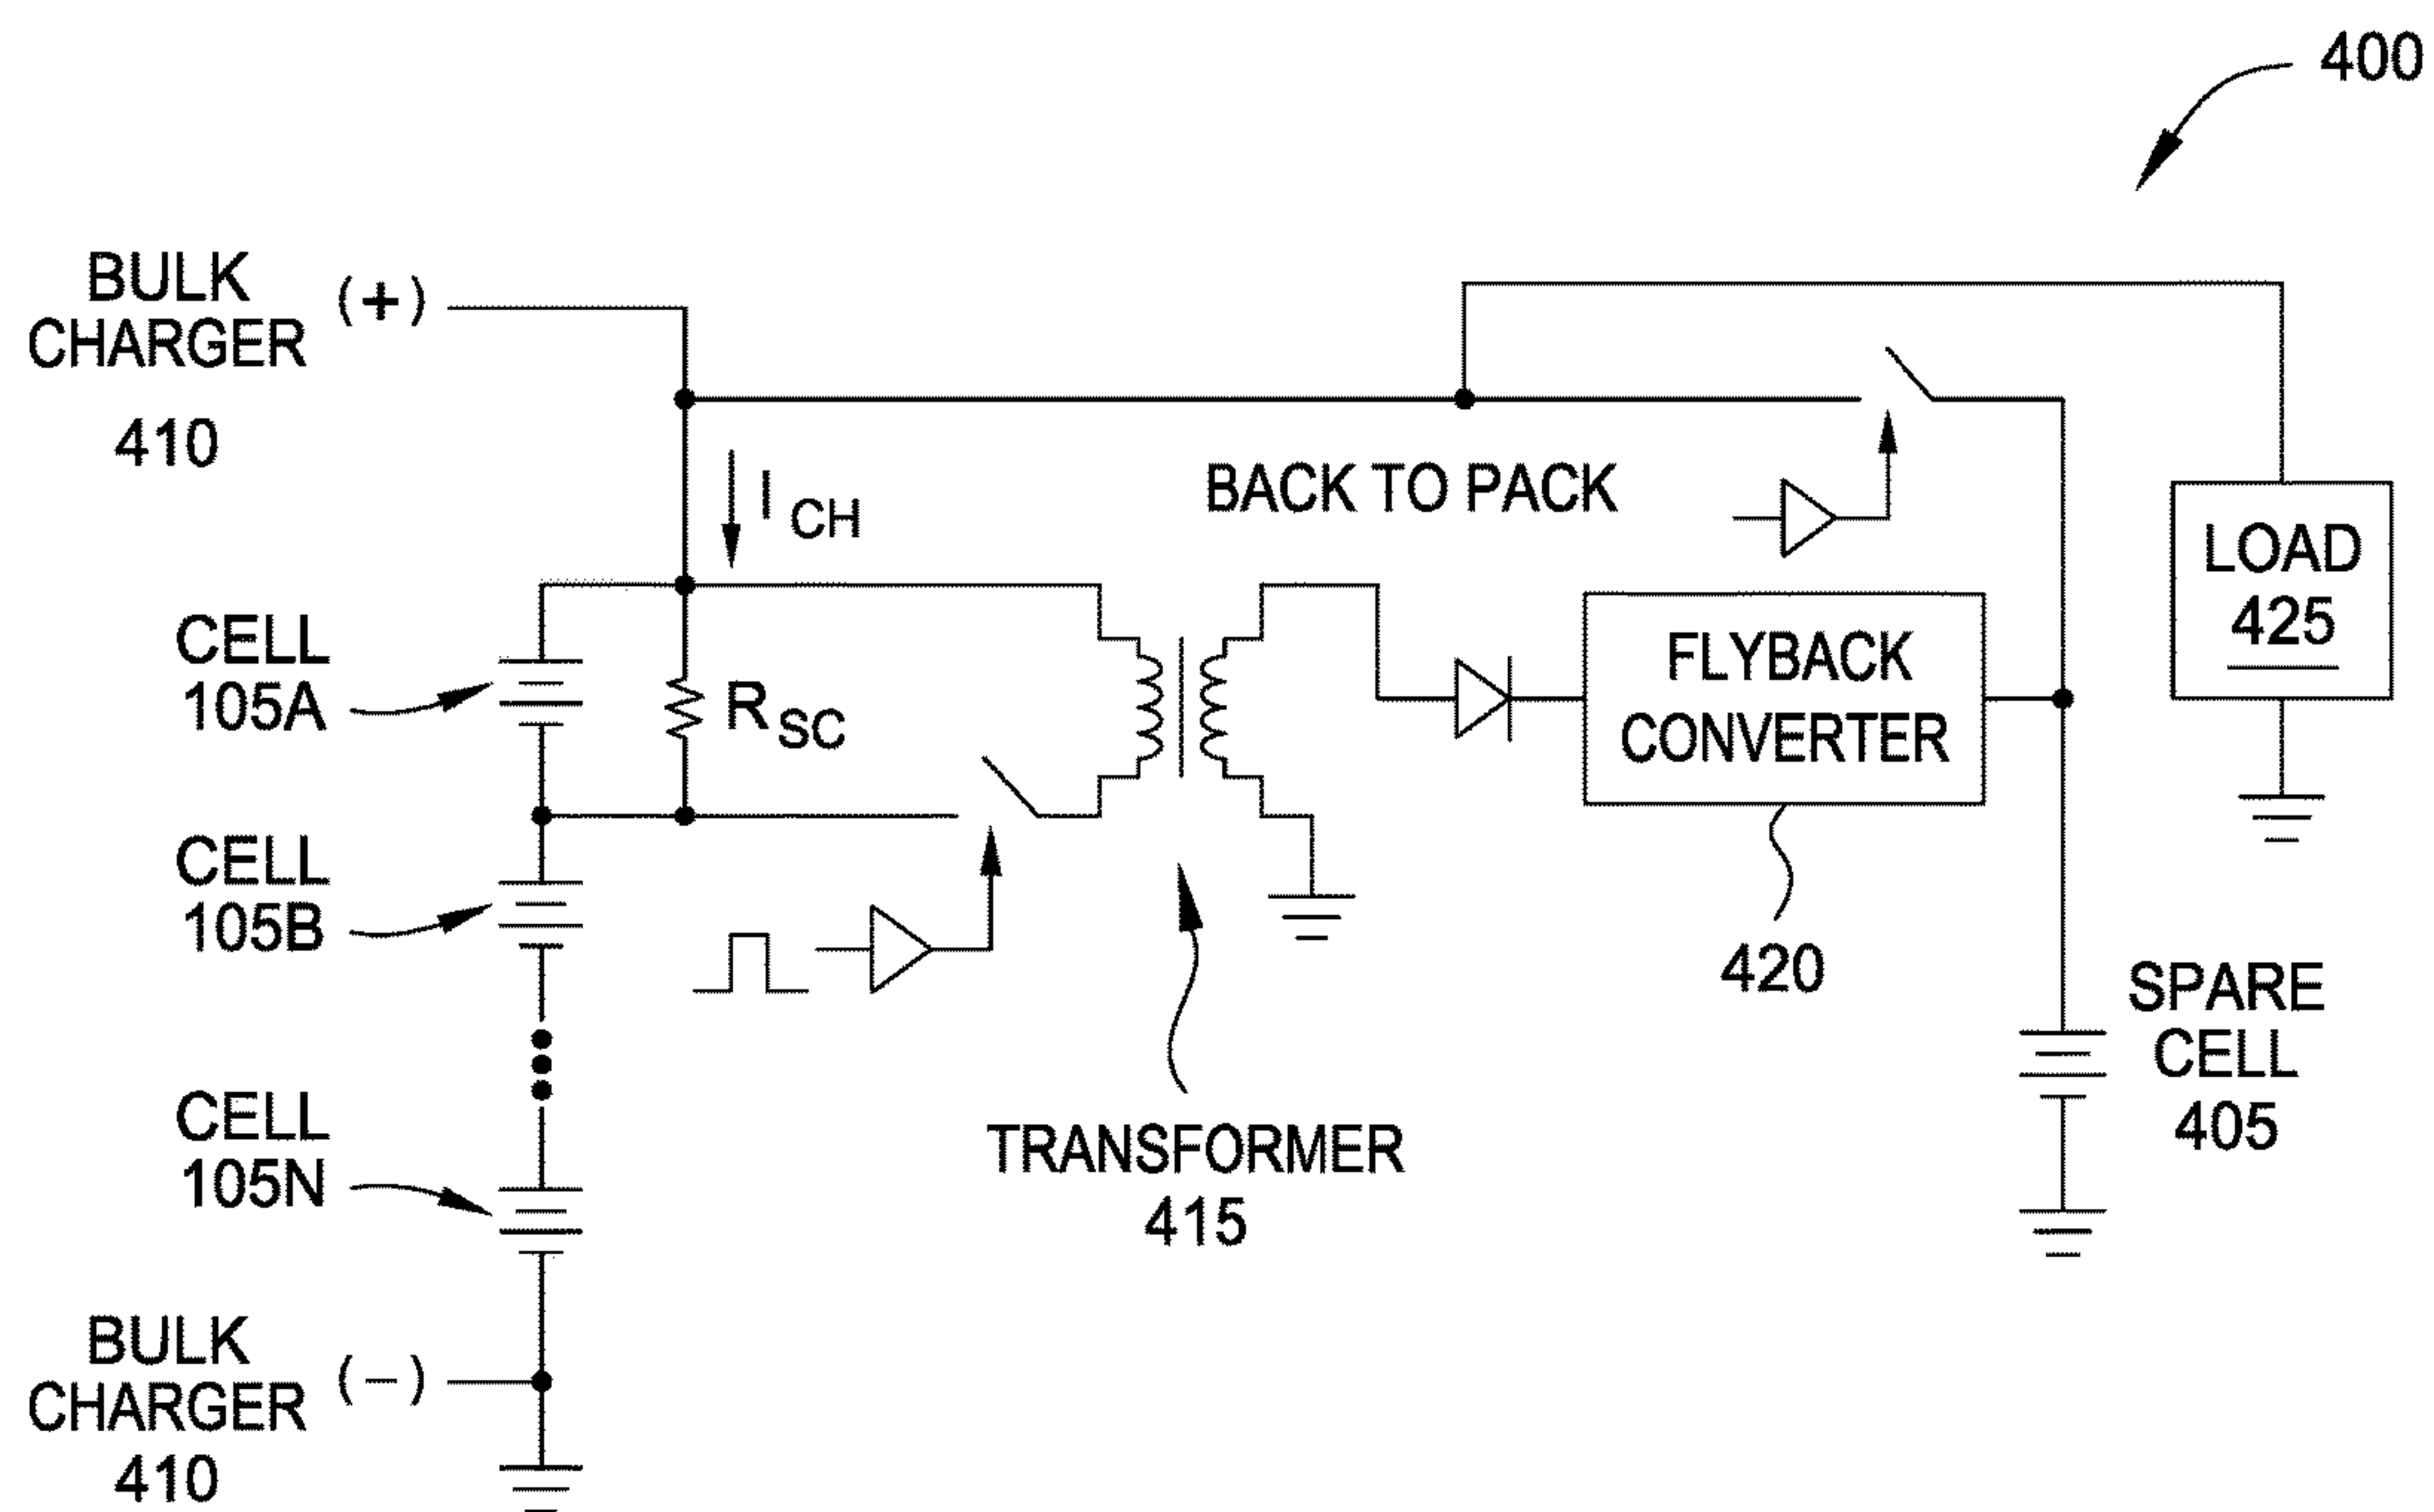 400
BULK
CHARGER
410
(+)
I CH
BACK TO PACK
LOAD
425
CELL
105A
R SC
FLYBACK
CONVERTER
420
CELL
105B
SPARE
CELL
405
CELL
105N
TRANSFORMER
415
BULK
CHARGER
410
(−)